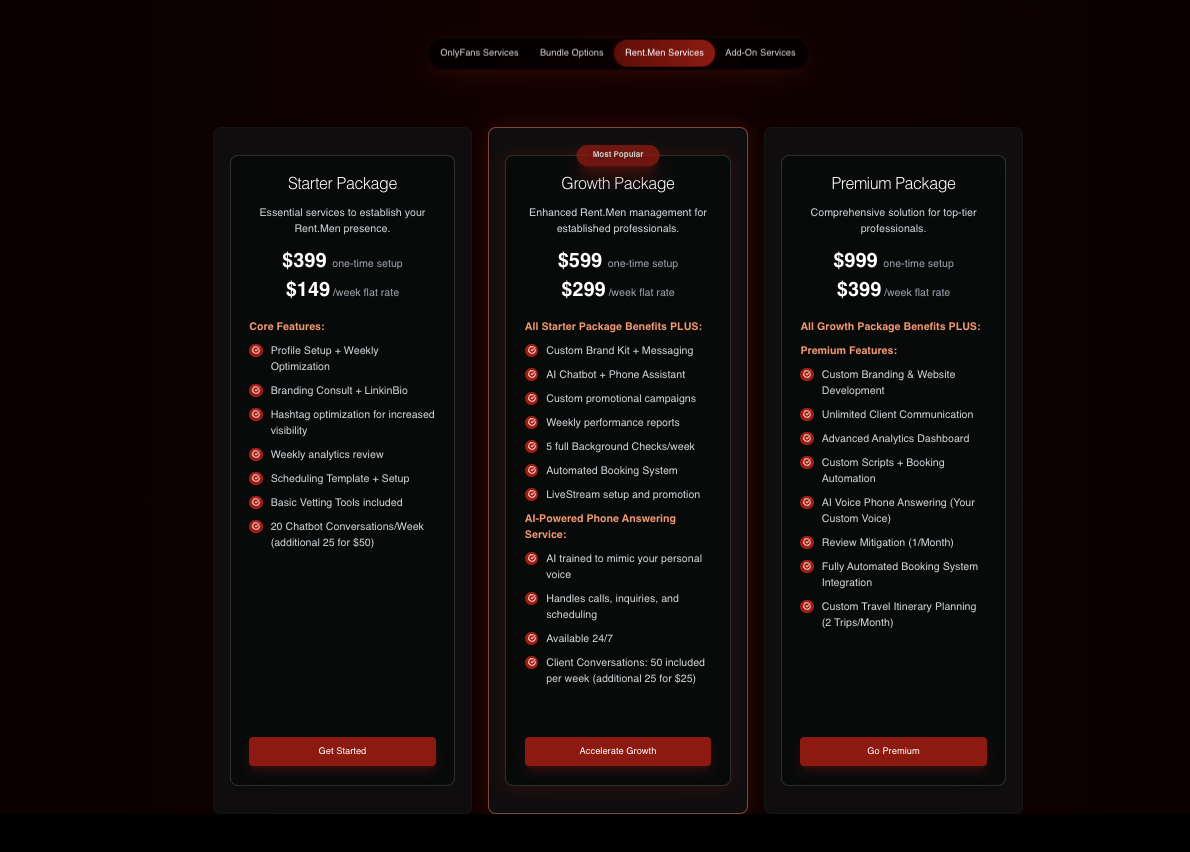 OnlyFans Services
Bundle Options
Rent.Men Services
Add-On Services
Starter Package
Essential services to establish your
Rent.Men presence.
$399 one-time setup
$149 /week flat rate
Core Features:
Profile Setup + Weekly
Optimization
Branding Consult + LinkinBio
Hashtag optimization for increased
visibility
Weekly analytics review
Scheduling Template + Setup
Basic Vetting Tools included
20 Chatbot Conversations/Week
(additional 25 for $50)
Get Started
Most Popular
Growth Package
Enhanced Rent.Men management for
established professionals.
$599 one-time setup
$299 /week flat rate
All Starter Package Benefits PLUS:
Custom Brand Kit + Messaging
AI Chatbot + Phone Assistant
Custom promotional campaigns
Weekly performance reports
5 full Background Checks/week
Automated Booking System
LiveStream setup and promotion
AI-Powered Phone Answering
Service:
AI trained to mimic your personal
voice
Handles calls, inquiries, and
scheduling
Available 24/7
Client Conversations: 50 included
per week (additional 25 for $25)
Accelerate Growth
Premium Package
Comprehensive solution for top-tier
professionals.
$999 one-time setup
$399 /week flat rate
All Growth Package Benefits PLUS:
Premium Features:
Custom Branding & Website
Development
Unlimited Client Communication
Advanced Analytics Dashboard
Custom Scripts + Booking
Automation
AI Voice Phone Answering (Your
Custom Voice)
Review Mitigation (1/Month)
Fully Automated Booking System
Integration
Custom Travel Itinerary Planning
(2 Trips/Month)
Go Premium